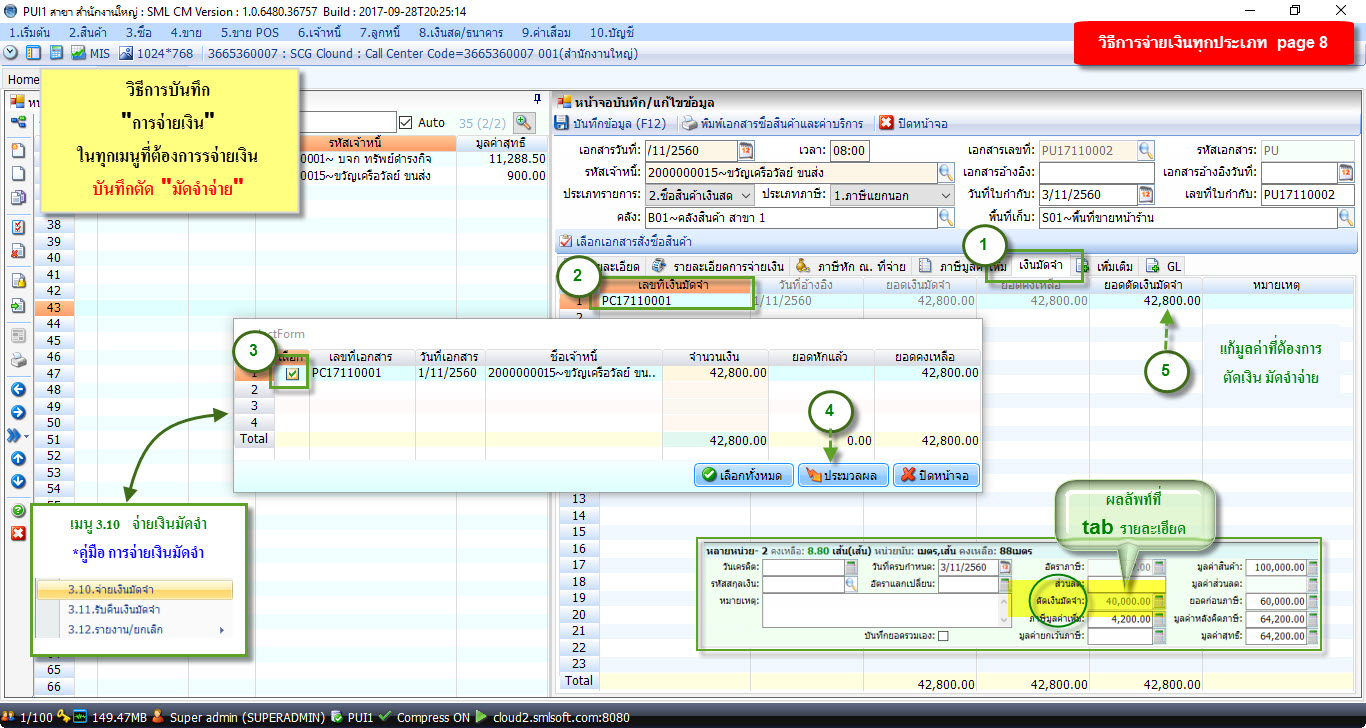 PUI1 สาขา สำนักงานใหญ่ : SML CM Version : 1.0.6480.36757 Build : 2017-09-28T20:25:14
1.เริ่มต้น 2.สินค้า 3.ซื้อ 4.ขาย 5.ขาย POS 6.เจ้าหนี้ 7.ลูกหนี้ 8.เงินสด/ธนาคาร 9.ค่าเสื่อม 10.บัญชี
วิธีการจ่ายเงินทุกประเภท page 8
MIS 1024*768 3665360007 : SCG Clound : Call Center Code=3665360007 001(สำนักงานใหญ่)
Home
วิธีการบันทึก
"การจ่ายเงิน"
ในทุกเมนูที่ต้องการรจ่ายเงิน
บันทึกตัด "มัดจำจ่าย"
Auto 35 (2/2)
รหัสเจ้าหนี้ มูลค่าสุทธิ
0001~ บจก ทรัพย์ดำรงกิจ 11,288.50
0015~ขวัญเครือวัลย์ ขนส่ง 900.00
38
39
40
41
42
43
44
45
46
47
48
49
50
51
52
53
54
65
66
หน้าจอบันทึก/แก้ไขข้อมูล
บันทึกข้อมูล (F12) พิมพ์เอกสารซื้อสินค้าและค่าบริการ ปิดหน้าจอ
เอกสารวันที่: /11/2560 เวลา: 08:00 เอกสารเลขที่: PU17110002 รหัสเอกสาร: PU
รหัสเจ้าหนี้: 2000000015~ขวัญเครือวัลย์ ขนส่ง เอกสารอ้างอิง: เอกสารอ้างอิงวันที่:
ประเภทรายการ: 2.ซื้อสินค้าเงินสด ประเภทภาษี: 1.ภาษีแยกนอก วันที่ใบกำกับ: 3/11/2560 เลขที่ใบกำกับ: PU17110002
คลัง: B01~คลังสินค้า สาขา 1 พื้นที่เก็บ: S01~พื้นที่ขายหน้าร้าน
เลือกเอกสารสั่งซื้อสินค้า
1
ยละเอียด รายละเอียดการจ่ายเงิน ภาษีหัก ณ. ที่จ่าย ภาษีมูลค่าเพิ่ม เงินมัดจำ เพิ่มเติม GL
2
เลขที่เงินมัดจำ วันที่อ้างอิง ยอดเงินมัดจำ ยอดคงเหลือ ยอดตัดเงินมัดจำ หมายเหตุ
1 PC17110001 1/11/2560 42,800.00 42,800.00 42,800.00
5
แก้มูลค่าที่ต้องการ
ตัดเงิน มัดจำจ่าย
ctForm
3
เลือก เลขที่เอกสาร วันที่เอกสาร ชื่อเจ้าหนี้ จำนวนเงิน ยอดหักแล้ว ยอดคงเหลือ
1 PC17110001 1/11/2560 2000000015~ขวัญเครือวัลย์ ขน.. 42,800.00 42,800.00
2
3
4
4
Total 42,800.00 0.00 42,800.00
เลือกทั้งหมด ประมวลผล ปิดหน้าจอ
13
14
15
16
17
18
19
20
21
22
23
Total 42,800.00 42,800.00 42,800.00
เมนู 3.10 จ่ายเงินมัดจำ
*คู่มือ การจ่ายเงินมัดจำ
3.10.จ่ายเงินมัดจำ
3.11.รับคืนเงินมัดจำ
3.12.รายงาน/ยกเลิก
ผลลัพท์ที่
tab รายละเอียด
หลายหน่วย- 2 คงเหลือ: 8.80 เส้น(เส้น) หน่วยนับ: เมตร,เส้น คงเหลือ: 88เมตร
วันเครดิต: วันที่ครบกำหนด: 3/11/2560 อัตราภาษี: มูลค่าสินค้า: 100,000.00
รหัสสกุลเงิน: อัตราแลกเปลี่ยน: ส่วนลด: มูลค่าส่วนลด:
หมายเหตุ: ตัดเงินมัดจำ: 40,000.00 ยอดก่อนภาษี: 60,000.00
ภาษีมูลค่าเพิ่ม: 4,200.00 มูลค่าหลังคิดภาษี: 64,200.00
บันทึกยอดรวมเอง: มูลค่ายกเว้นภาษี: มูลค่าสุทธิ: 64,200.00
1/100 149.47MB Super admin (SUPERADMIN) PUI1 Compress ON cloud2.smlsoft.com:8080